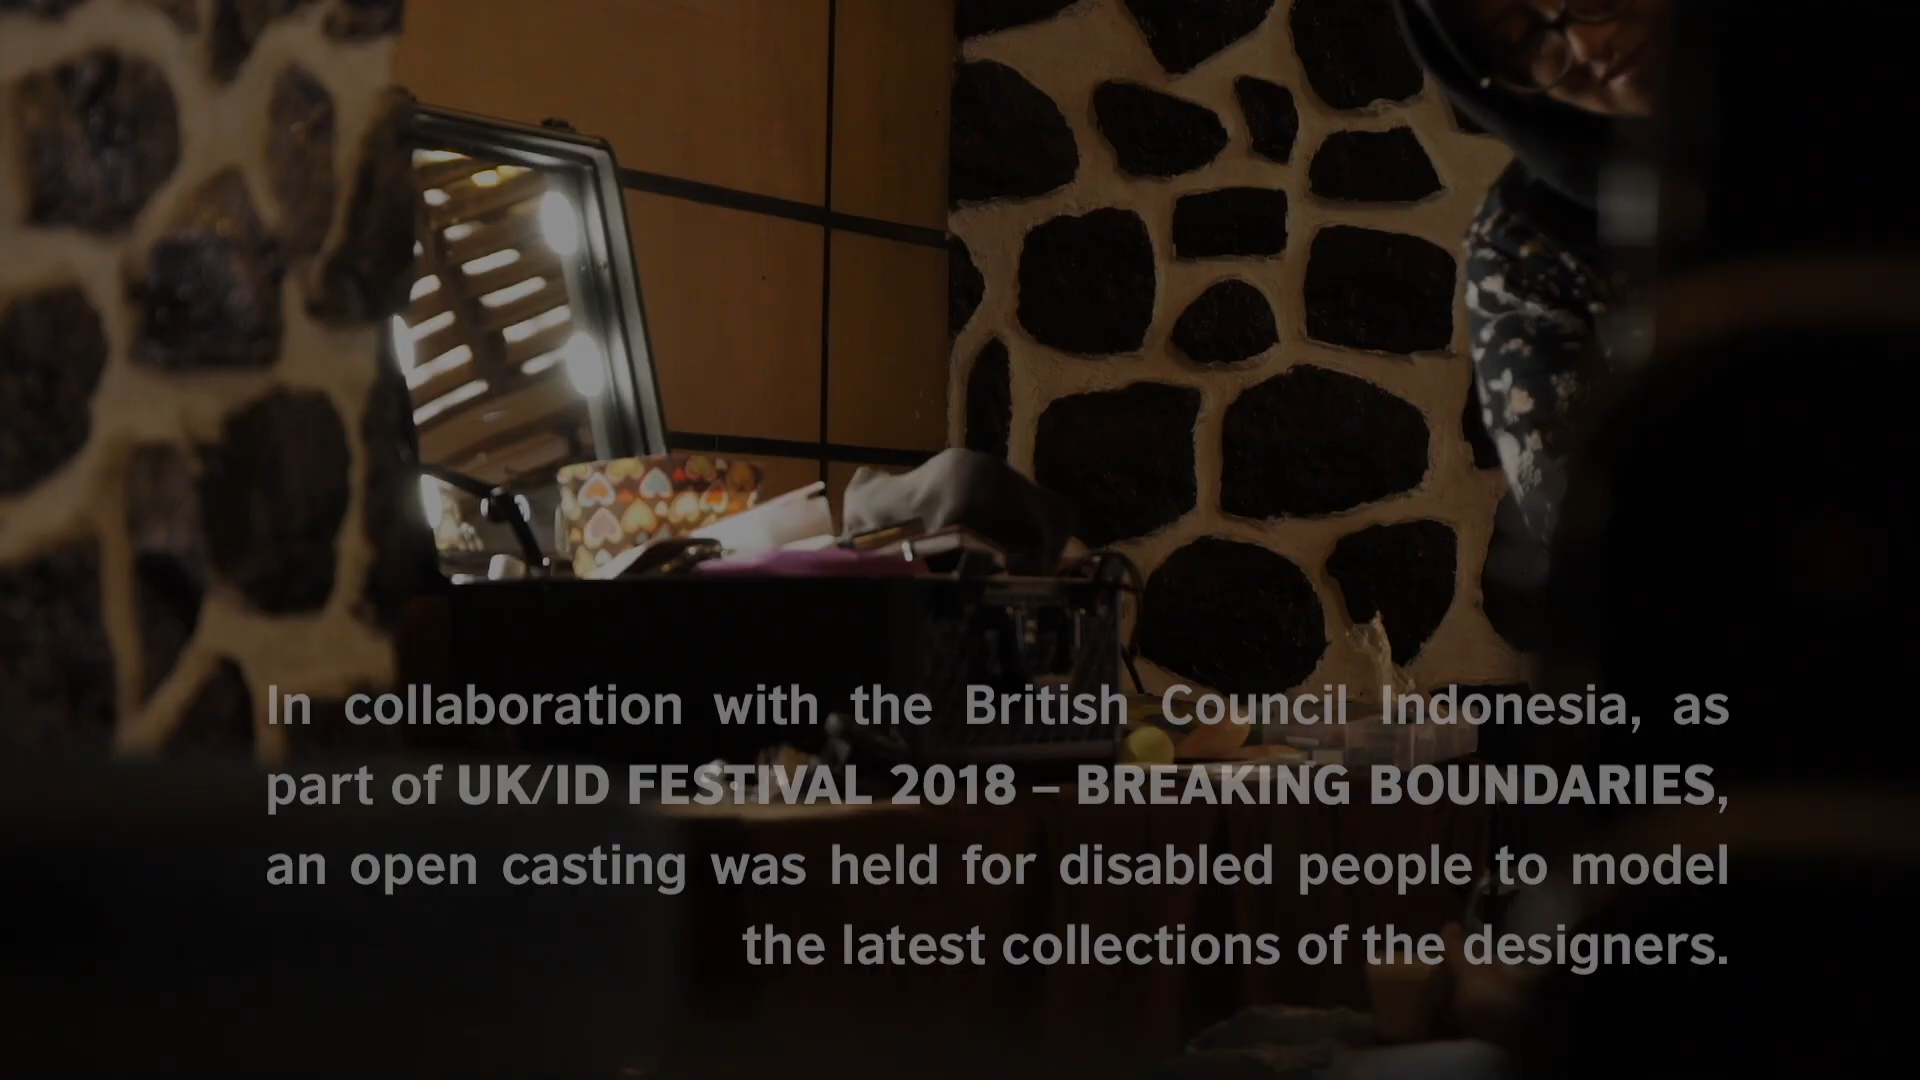 In collaboration with the British Council Indonesia, as
part of UK/ID FESTIVAL 2018 – BREAKING BOUNDARIES,
an open casting was held for disabled people to model
the latest collections of the designers.